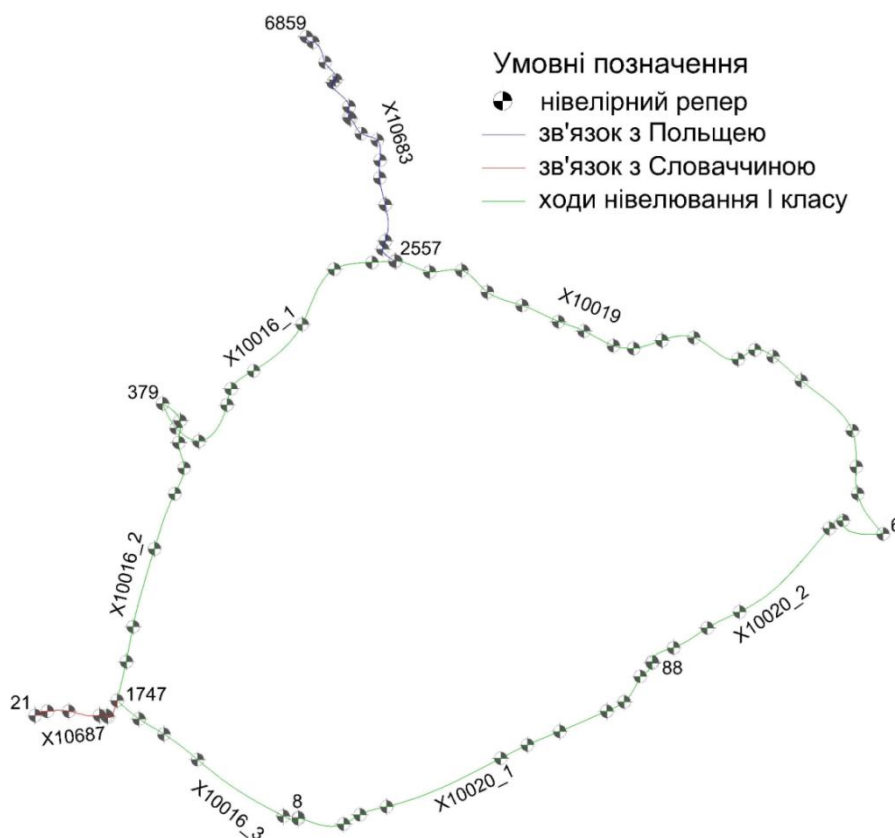 6859
Умовні позначення
нівелірний репер
зв'язок з Польщею
зв'язок з Словаччиною
ходи нівелювання І класу
X10683
2557
X10019
X10016_1
379
6
X10016_2
X10020_2
88
1747
21
X10687
X10020_1
X10016_3
8